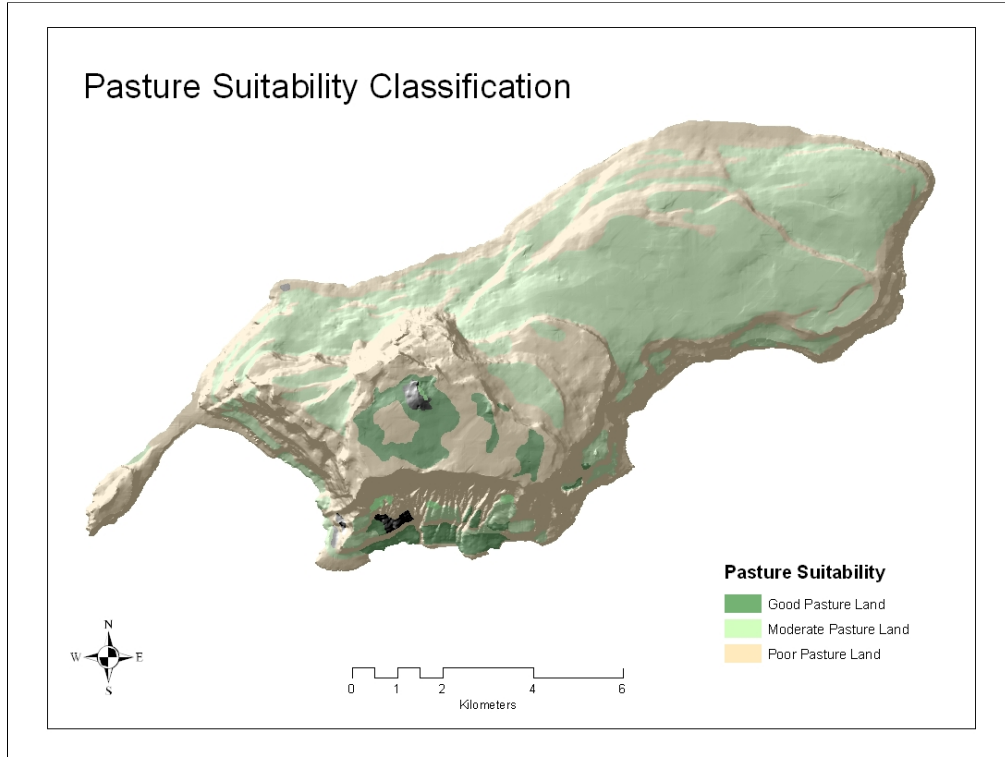 Pasture Suitability Classification
Pasture Suitability
Good Pasture Land
Moderate Pasture Land
Poor Pasture Land
N
W E
S
0 1 2 4 6
Kilometers